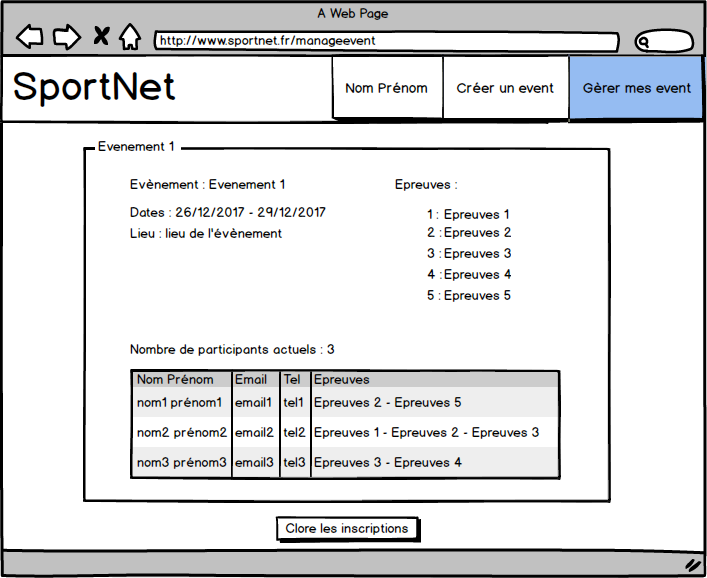 A Web Page
http://www.sportnet.fr/manageevent
SportNet
Nom Prénom
Créer un event
Gèrer mes event
Evenement 1
Evènement : Evenement 1
Dates : 26/12/2017 - 29/12/2017
Lieu : lieu de l'évènement
Epreuves :
1 : Epreuves 1
2 : Epreuves 2
3 : Epreuves 3
4 : Epreuves 4
5 : Epreuves 5
Nombre de participants actuels : 3
Nom Prénom Email Tel Epreuves
nom1 prénom1 email1 tel1 Epreuves 2 - Epreuves 5
nom2 prénom2 email2 tel2 Epreuves 1 - Epreuves 2 - Epreuves 3
nom3 prénom3 email3 tel3 Epreuves 3 - Epreuves 4
Clore les inscriptions